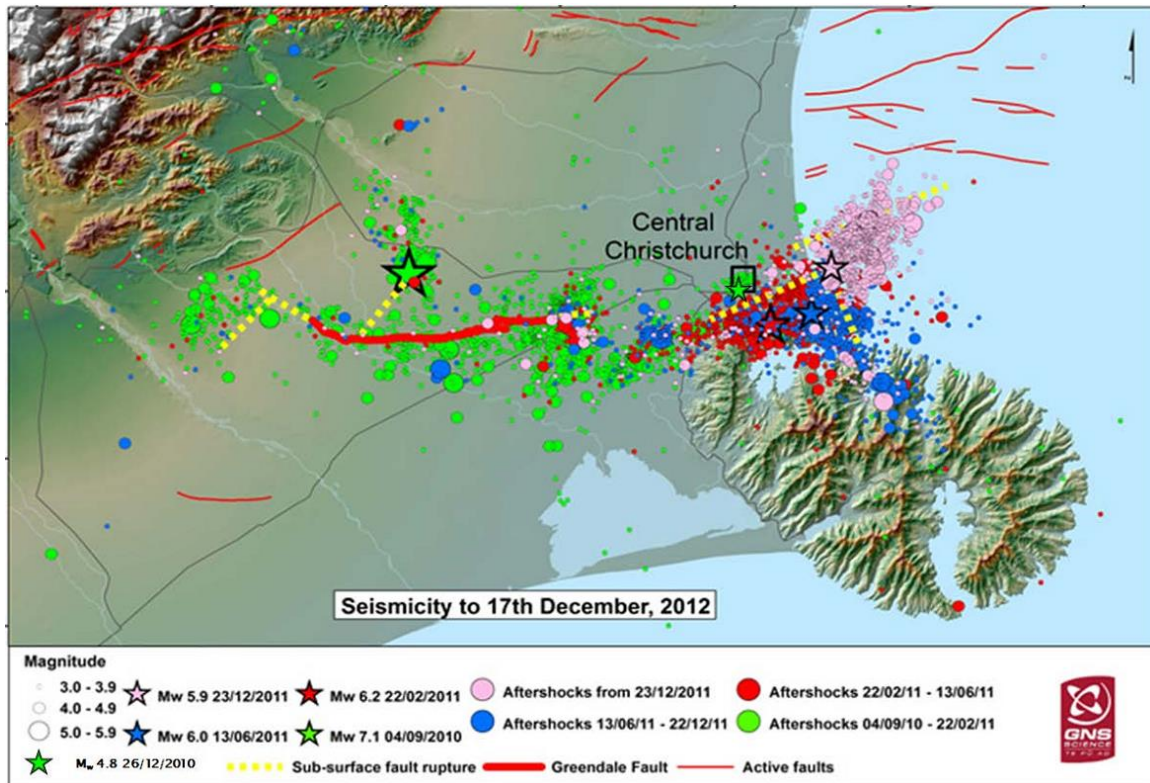 Central
Christchurch
Seismicity to 17th December, 2012
Magnitude
3.0 - 3.9
4.0 - 4.9
5.0 - 5.9
Mw 5.9 23/12/2011
Mw 6.2 22/02/2011
Aftershocks from 23/12/2011
Aftershocks 22/02/11 - 13/06/11
Mw 6.0 13/06/2011
Mw 7.1 04/09/2010
Aftershocks 13/06/11 - 22/12/11
Aftershocks 04/09/10 - 22/02/11
Mw 4.8 26/12/2010
Sub-surface fault rupture
Greendale Fault
Active faults
GNS
SCIENCE
TE PŪ AO